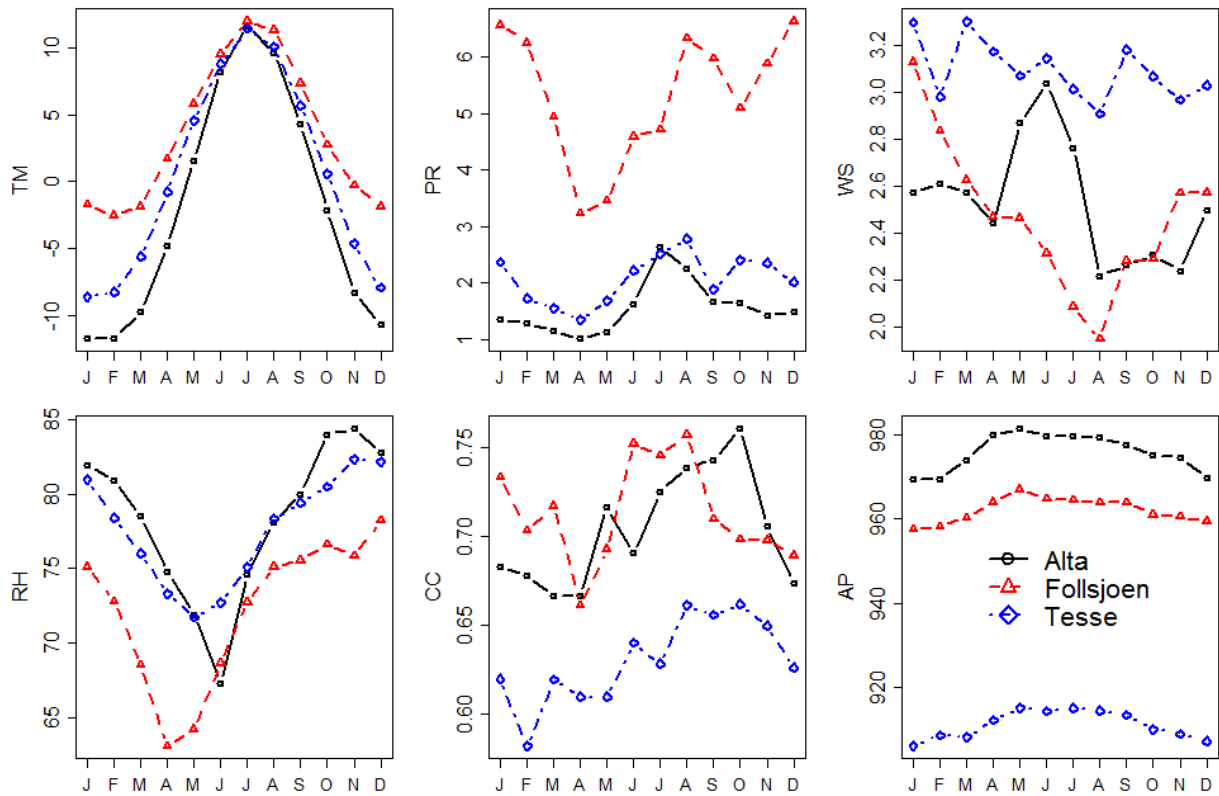 TM
10
5
0
-5
-10
J F M A M J J A S O N D
PR
6
5
4
3
2
1
J F M A M J J A S O N D
WS
3.2
3.0
2.8
2.6
2.4
2.2
2.0
J F M A M J J A S O N D
RH
85
80
75
70
65
J F M A M J J A S O N D
CC
0.75
0.70
0.65
0.60
J F M A M J J A S O N D
AP
980
960
940
920
Alta
Follsjoen
Tesse
J F M A M J J A S O N D